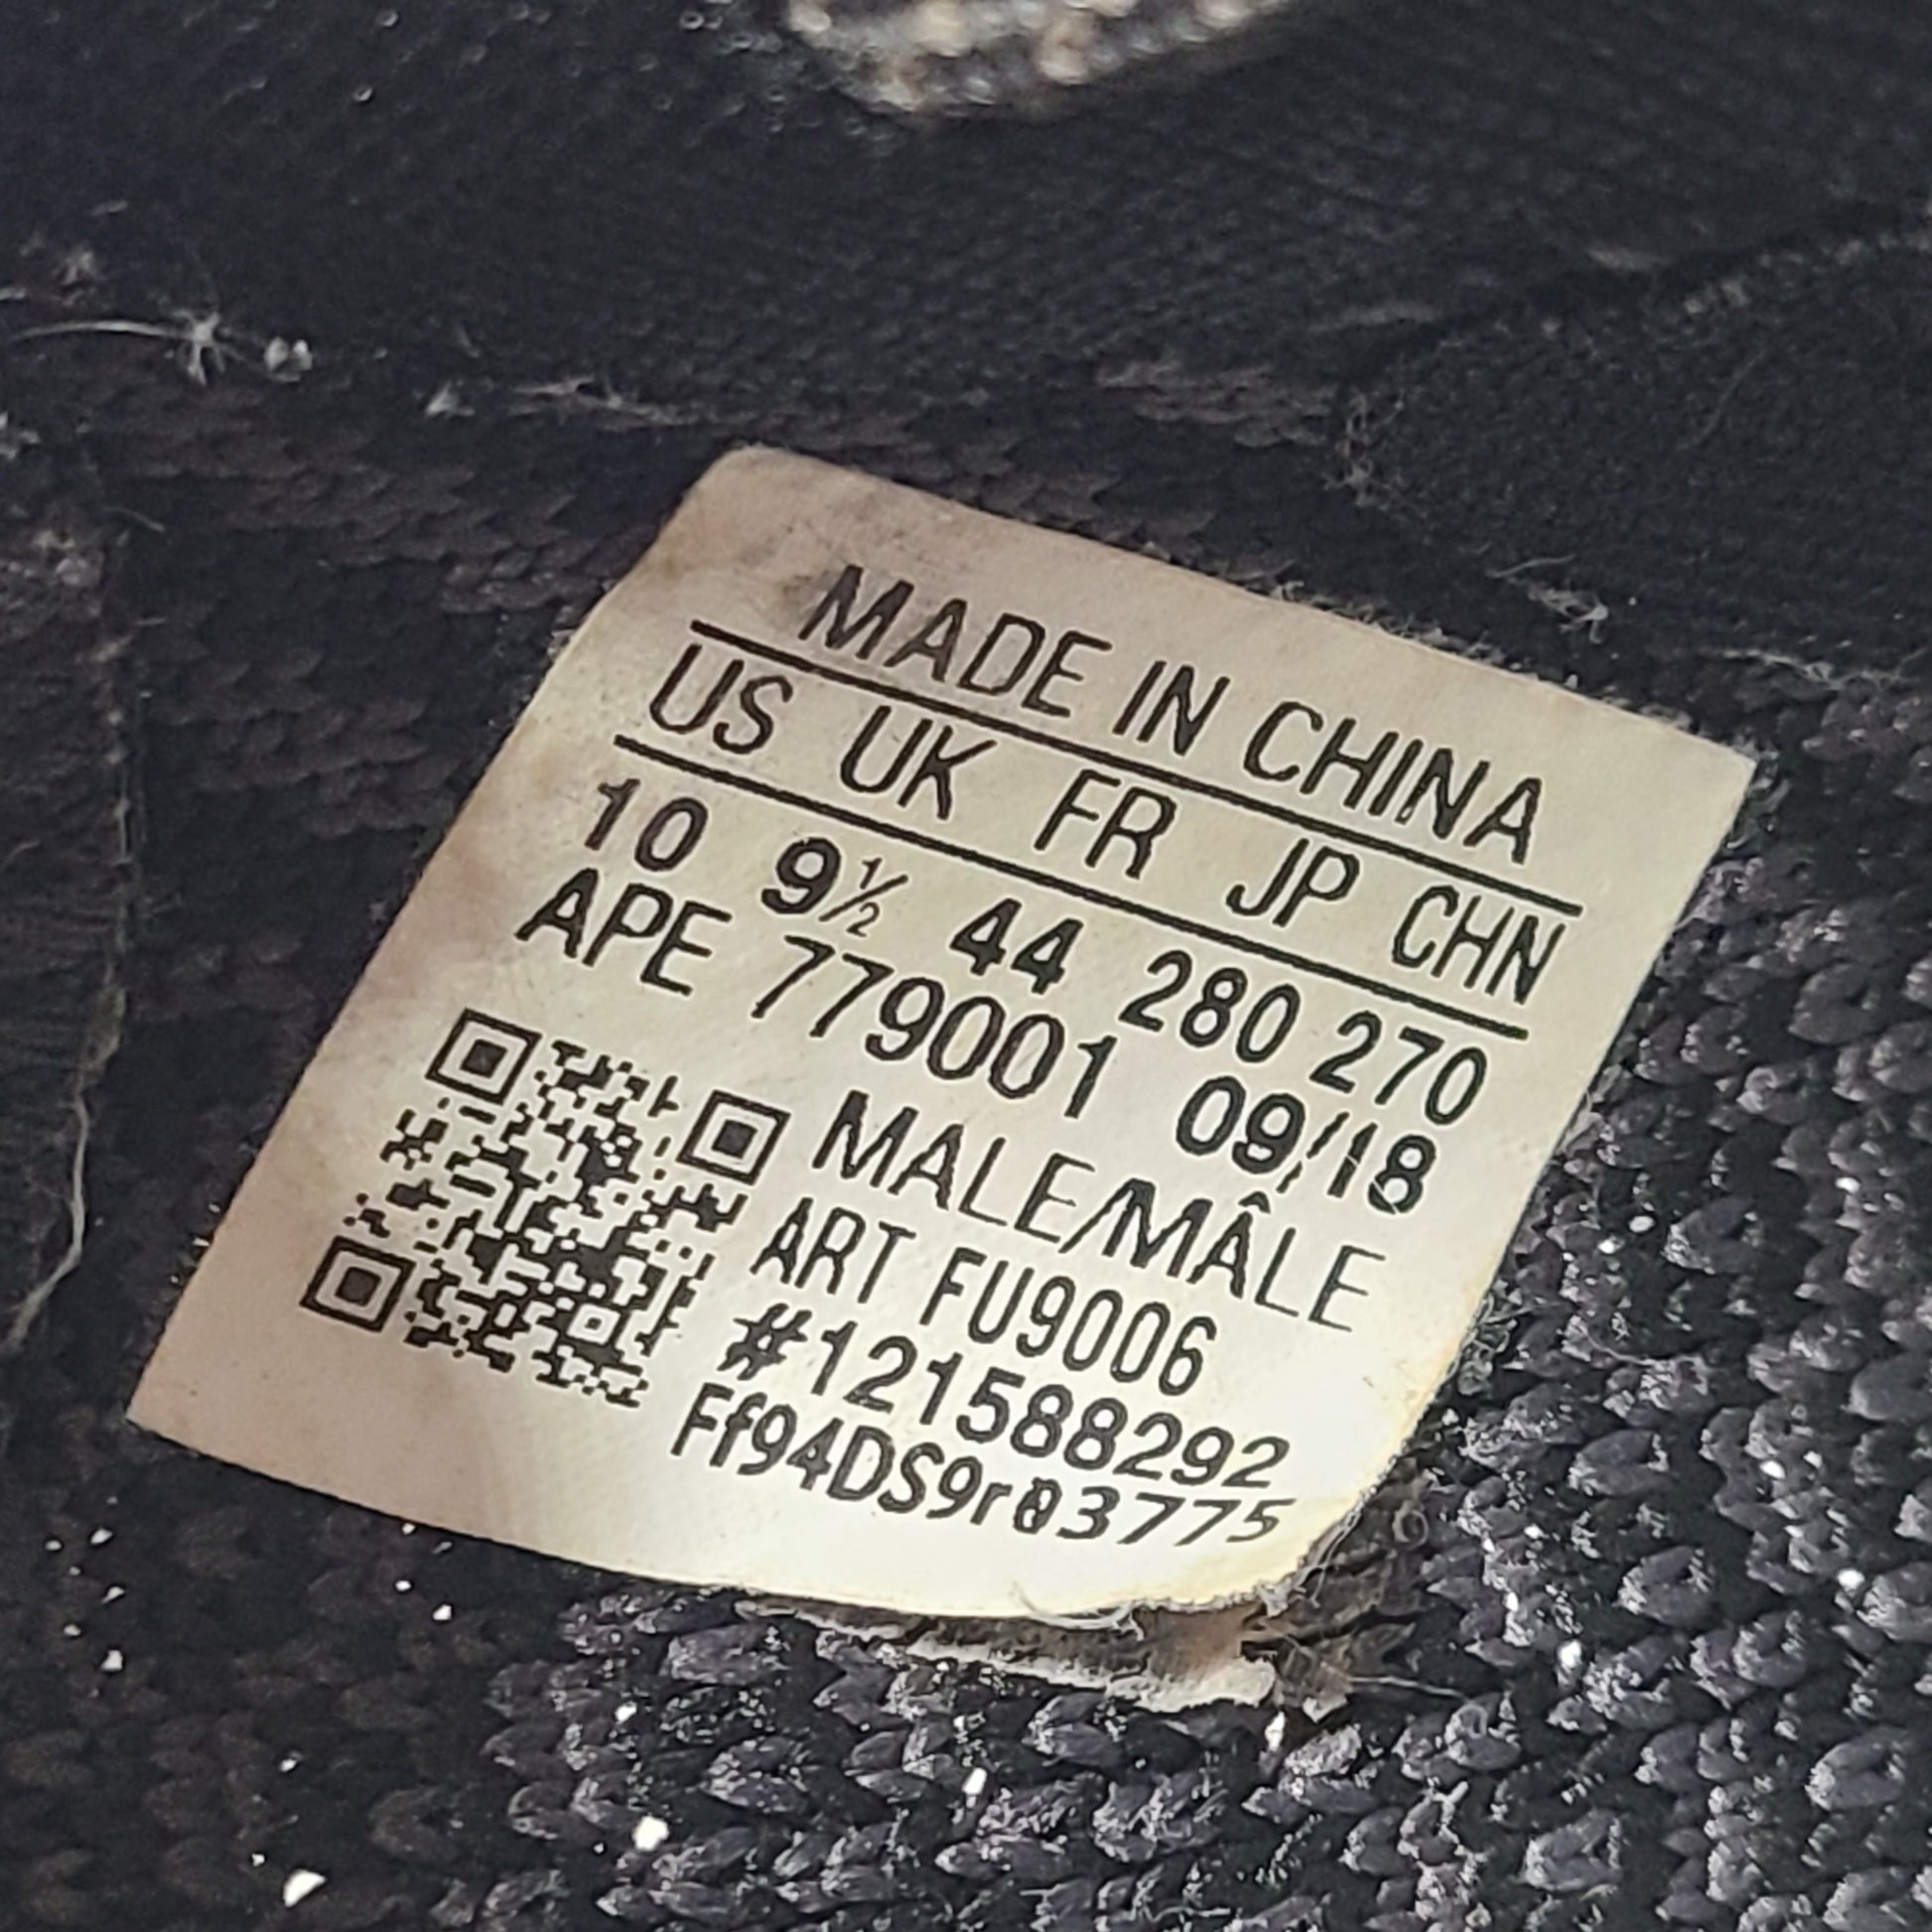 MADE IN CHINA
US UK FR JP CHN
10 9½ 44 280 270
APE 779001 09/18
MALE/MÂLE
ART FU9006
#121588292